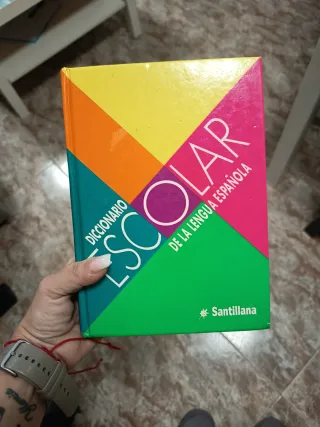 DICCIONARIO
ESCOLAR
DE LA LENGUA ESPAÑOLA
Santillana